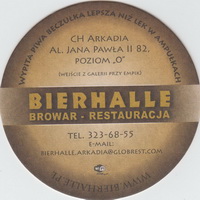 WYPITA PIWA BECZUŁKA LEPSZA NIŻ LEK W AMPUŁKACH
CH ARKADIA
AL. JANA PAWŁA II 82,
POZIOM „0”
(WEJŚCIE Z GALERII PRZY EMPIK)
BIERHALLE
BROWAR - RESTAURACJA
TEL. 323-68-55
E-MAIL:
BIERHALLE.ARKADIA@GLOBREST.COM
WWW.BIERHALLE.PL